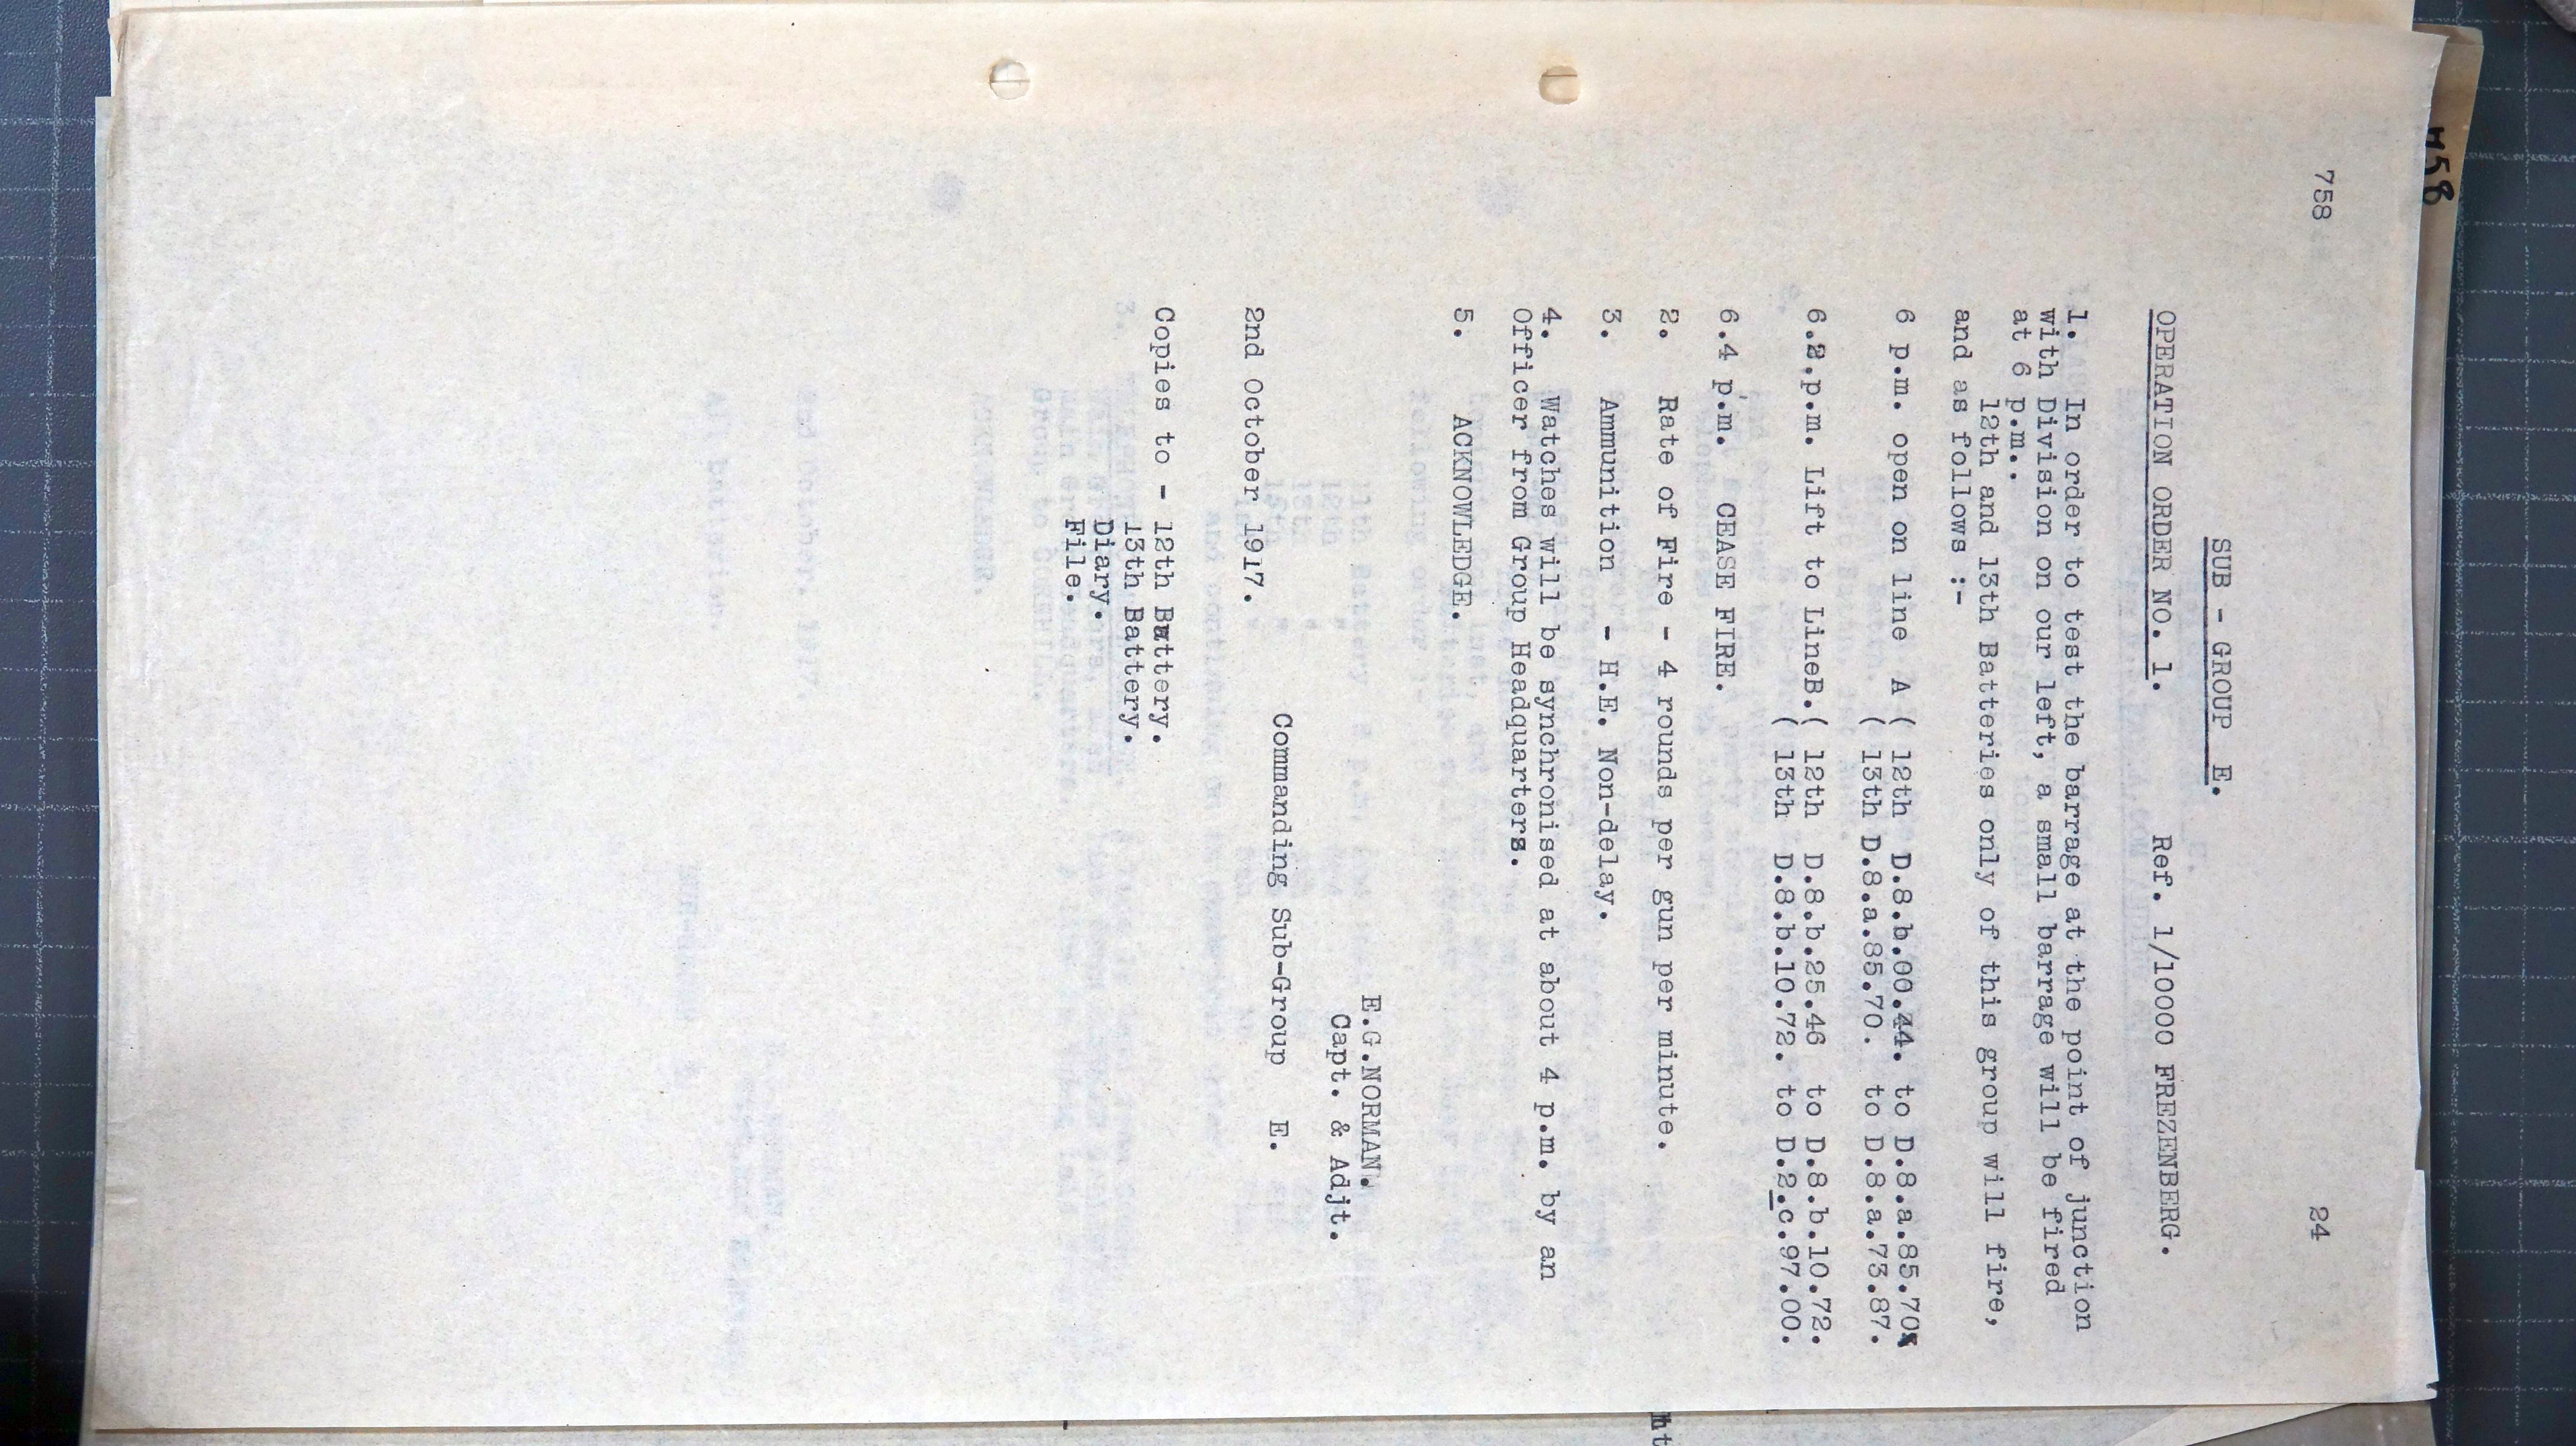 758
24
SUB - GROUP E.
OPERATION ORDER NO. 1. Ref. 1/10000 FREZENBERG.
1. In order to test the barrage at the point of junction
with Division on our left, a small barrage will be fired
at 6 p.m..
12th and 13th Batteries only of this group will fire,
and as follows :-
6 p.m. open on line A ( 12th D.8.b.00.44. to D.8.a.85.70
( 13th D.8.a.85.70. to D.8.a.73.87.
6.2.p.m. Lift to LineB.( 12th D.8.b.25.46 to D.8.b.10.72.
( 13th D.8.b.10.72. to D.2.c.97.00.
6.4 p.m. CEASE FIRE.
2. Rate of Fire - 4 rounds per gun per minute.
3. Ammunition - H.E. Non-delay.
4. Watches will be synchronised at about 4 p.m. by an
Officer from Group Headquarters.
5. ACKNOWLEDGE.
E.G.NORMAN.
Capt. & Adjt.
Commanding Sub-Group E.
2nd October 1917.
Copies to - 12th Battery.
13th Battery.
Diary.
File.